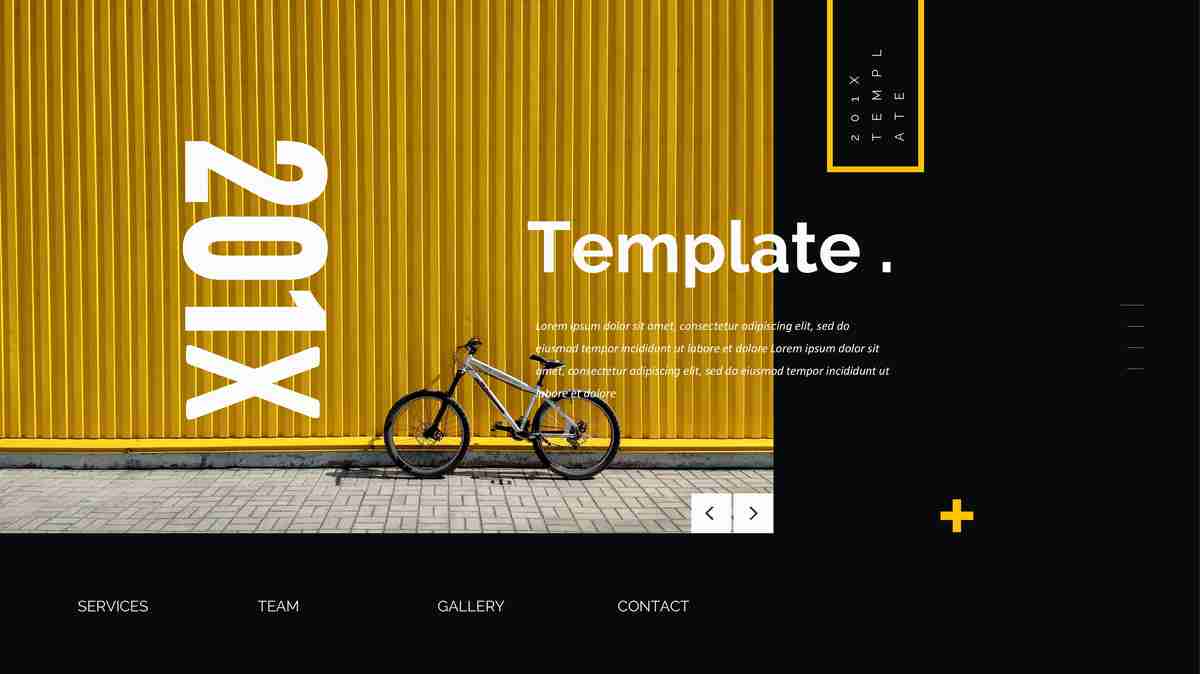 201X
TEMPL
ATE
201X
Template .
Lorem ipsum dolor sit amet, consectetur adipiscing elit, sed do
eiusmod tempor incididunt ut labore et dolore Lorem ipsum dolor sit
amet, consectetur adipiscing elit, sed do eiusmod tempor incididunt ut
labore et dolore
SERVICES
TEAM
GALLERY
CONTACT